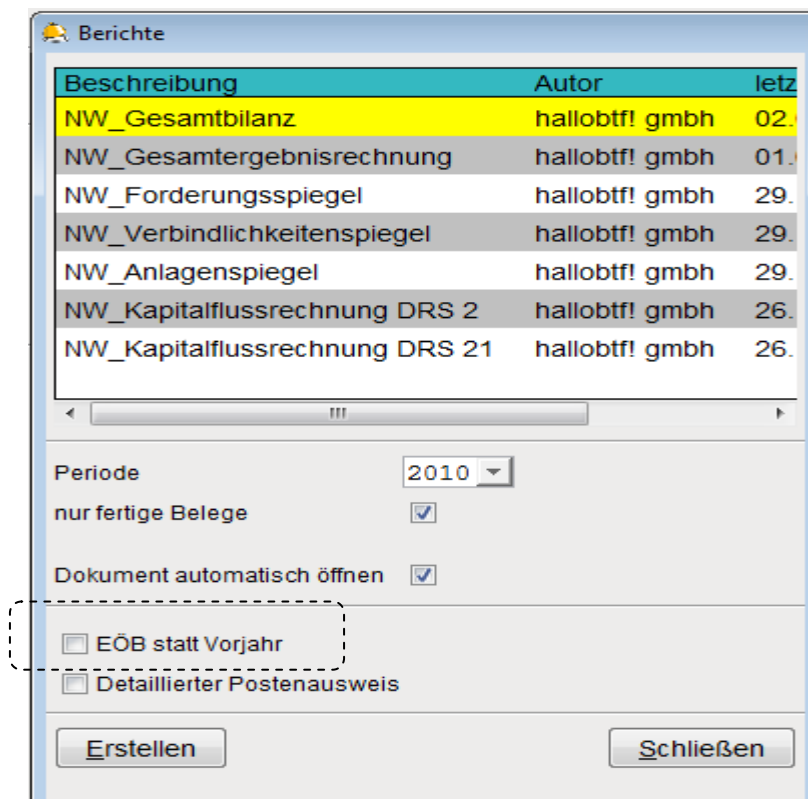 Berichte
Beschreibung Autor letz
NW_Gesamtbilanz hallobtf! gmbh 02.
NW_Gesamtergebnisrechnung hallobtf! gmbh 01.
NW_Forderungsspiegel hallobtf! gmbh 29.
NW_Verbindlichkeitenspiegel hallobtf! gmbh 29.
NW_Anlagenspiegel hallobtf! gmbh 29.
NW_Kapitalflussrechnung DRS 2 hallobtf! gmbh 26.
NW_Kapitalflussrechnung DRS 21 hallobtf! gmbh 26.
Periode 2010
nur fertige Belege
Dokument automatisch öffnen
EÖB statt Vorjahr
Detaillierter Postenausweis
Erstellen Schließen